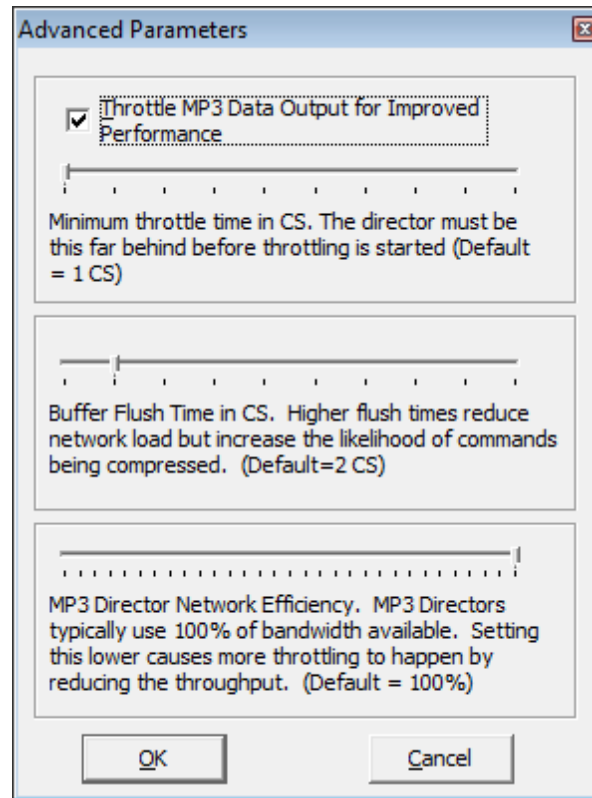 Advanced Parameters
Throttle MP3 Data Output for Improved
Performance
Minimum throttle time in CS. The director must be
this far behind before throttling is started (Default
= 1 CS)
Buffer Flush Time in CS.  Higher flush times reduce
network load but increase the likelihood of commands
being compressed.  (Default=2 CS)
MP3 Director Network Efficiency.  MP3 Directors
typically use 100% of bandwidth available.  Setting
this lower causes more throttling to happen by
reducing the throughput.  (Default = 100%)
OK
Cancel